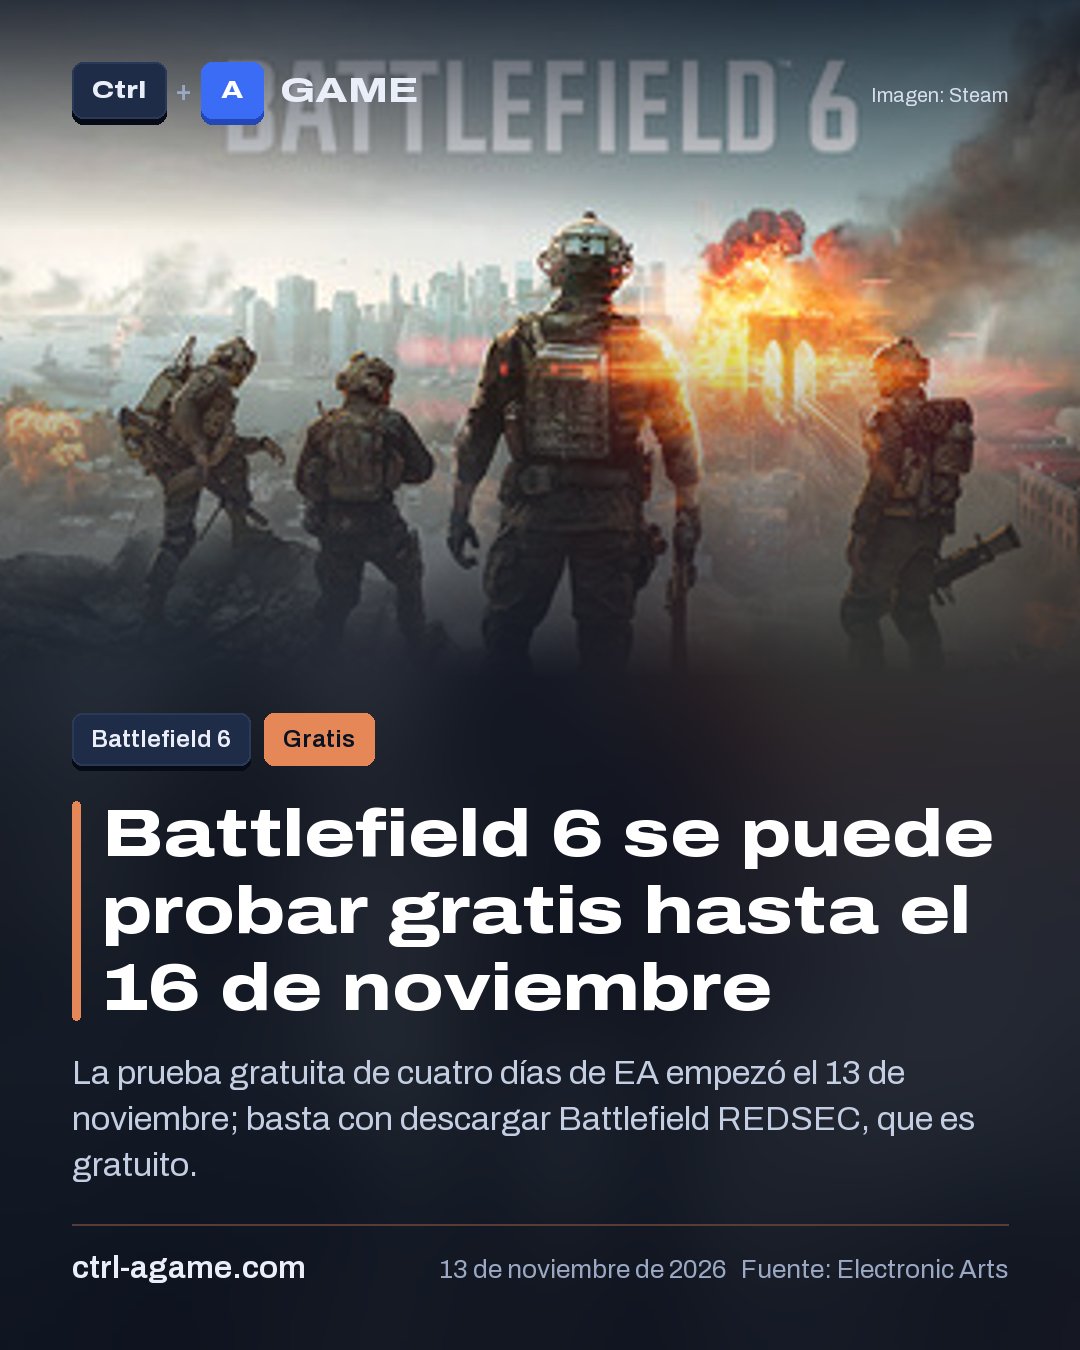 Ctrl + A GAME
BATTLEFIELD™ 6
Imagen: Steam
Battlefield 6
Gratis
Battlefield 6 se puede
probar gratis hasta el
16 de noviembre
La prueba gratuita de cuatro días de EA empezó el 13 de
noviembre; basta con descargar Battlefield REDSEC, que es
gratuito.
ctrl-agame.com
13 de noviembre de 2026 Fuente: Electronic Arts